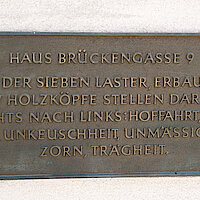 HAUS BRÜCKENGASSE 9
DER SIEBEN LASTER, ERBAU
HOLZKÖPFE STELLEN DAR
HTS NACH LINKS: HOFFAHRT,
UNKEUSCHHEIT, UNMÄSSIG
ZORN, TRÄGHEIT.